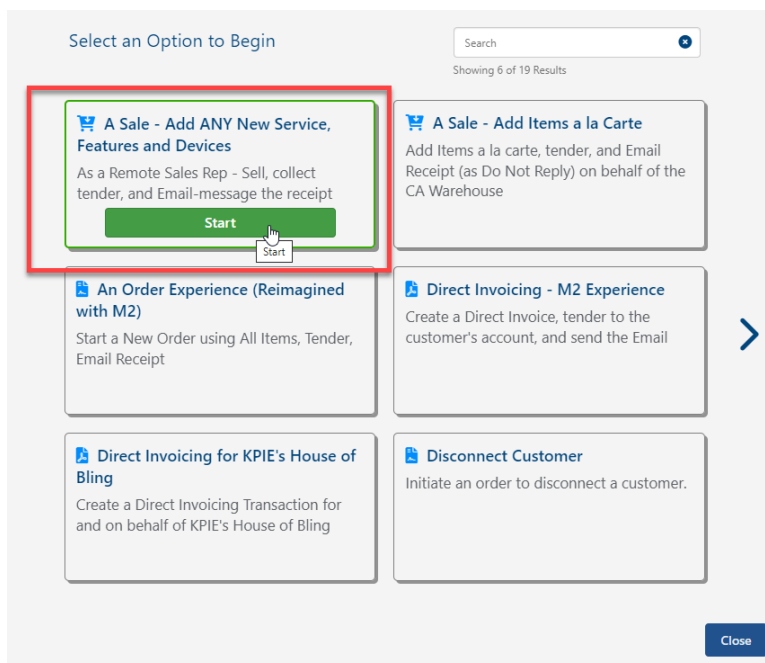 Select an Option to Begin
Search
Showing 6 of 19 Results
A Sale - Add ANY New Service,
Features and Devices
As a Remote Sales Rep - Sell, collect
tender, and Email-message the receipt
Start
Start
A Sale - Add Items a la Carte
Add Items a la carte, tender, and Email
Receipt (as Do Not Reply) on behalf of the
CA Warehouse
An Order Experience (Reimagined
with M2)
Start a New Order using All Items, Tender,
Email Receipt
Direct Invoicing - M2 Experience
Create a Direct Invoice, tender to the
customer's account, and send the Email
Direct Invoicing for KPIE's House of
Bling
Create a Direct Invoicing Transaction for
and on behalf of KPIE's House of Bling
Disconnect Customer
Initiate an order to disconnect a customer.
Close